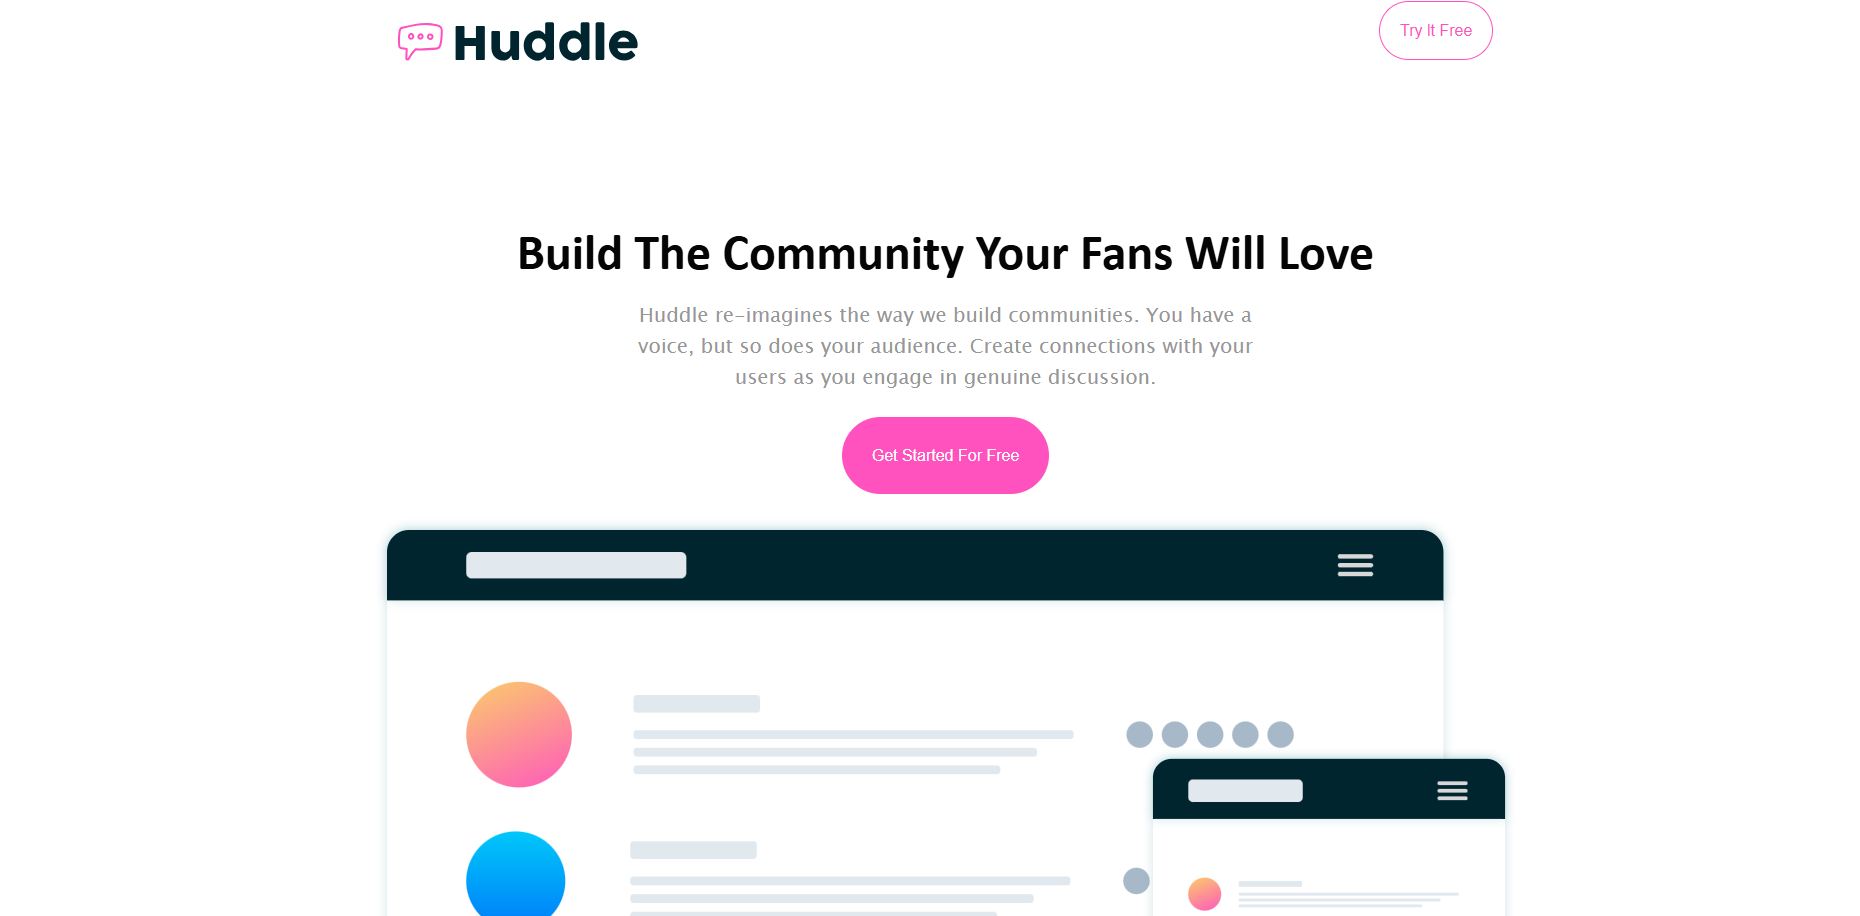 Huddle
Try It Free
Build The Community Your Fans Will Love
Huddle re-imagines the way we build communities. You have a
voice, but so does your audience. Create connections with your
users as you engage in genuine discussion.
Get Started For Free